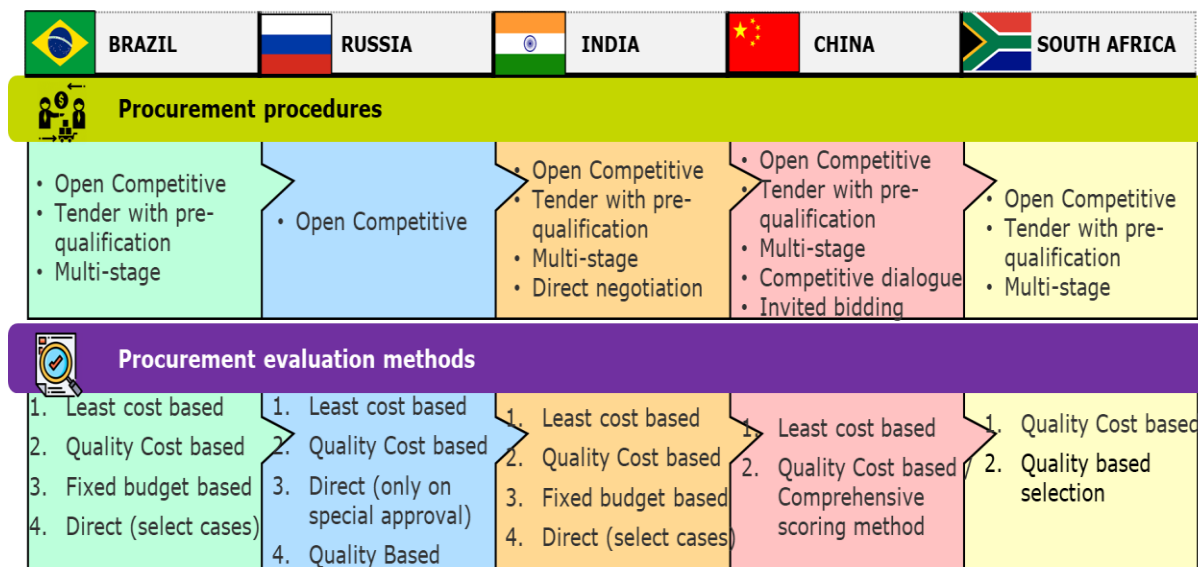 BRAZIL
RUSSIA
INDIA
CHINA
SOUTH AFRICA
Procurement procedures
• Open Competitive
• Tender with pre-
qualification
• Multi-stage
• Open Competitive
• Open Competitive
• Tender with pre-
qualification
• Multi-stage
• Direct negotiation
• Open Competitive
• Tender with pre-
qualification
• Multi-stage
• Competitive dialogue
• Invited bidding
• Open Competitive
• Tender with pre-
qualification
• Multi-stage
Procurement evaluation methods
1. Least cost based
2. Quality Cost based
3. Fixed budget based
4. Direct (select cases)
1. Least cost based
2. Quality Cost based
3. Direct (only on
special approval)
4. Quality Based
1. Least cost based
2. Quality Cost based
3. Fixed budget based
4. Direct (select cases)
1. Least cost based
2. Quality Cost based /
Comprehensive
scoring method
1. Quality Cost based
2. Quality based
selection